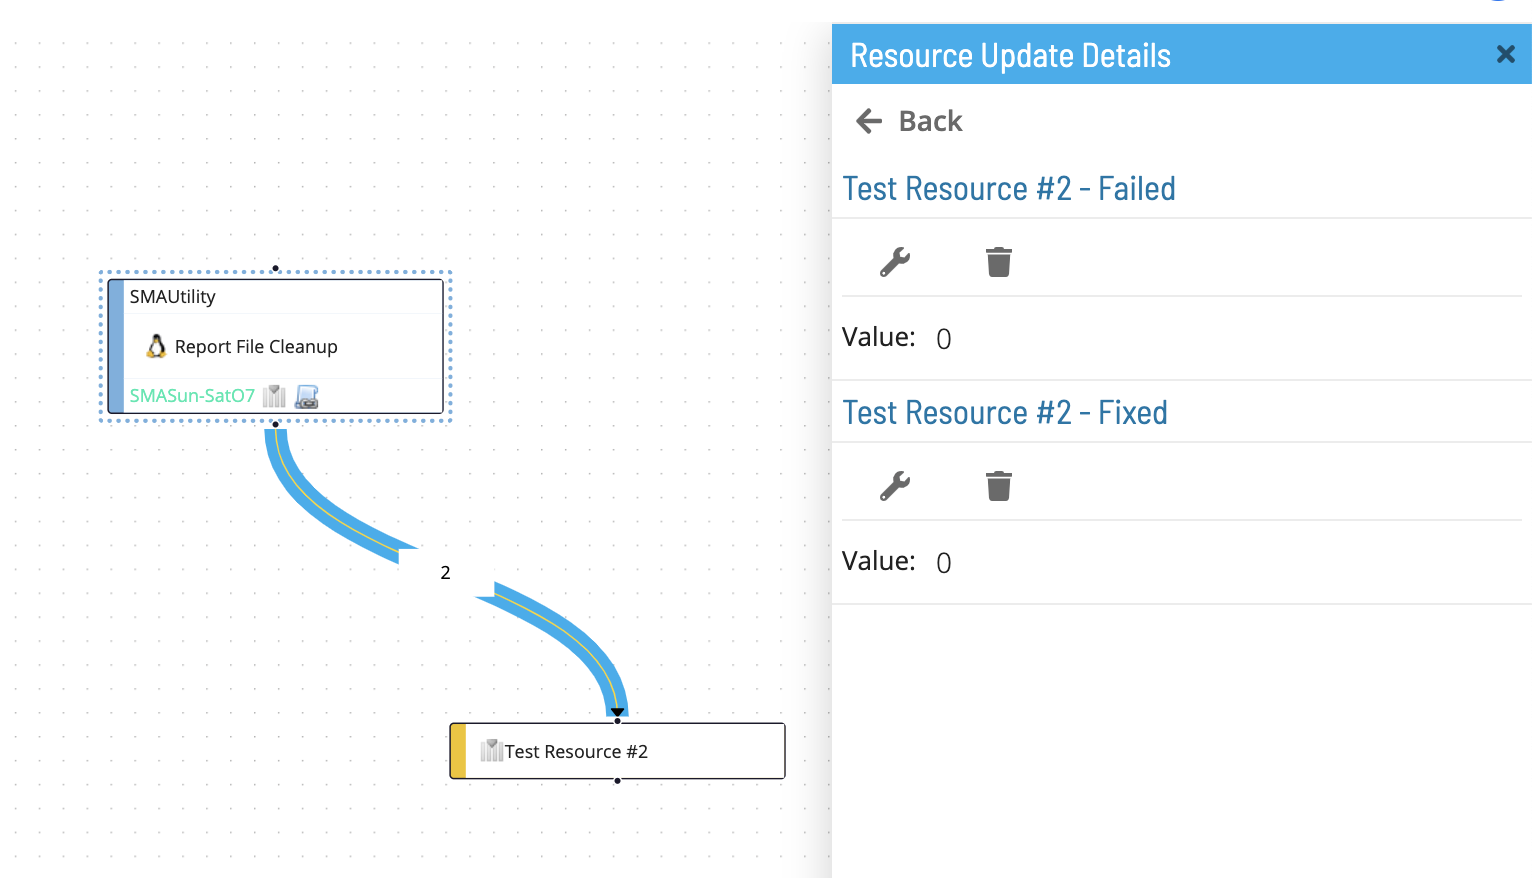 SMAUtility
Report File Cleanup
SMASun-SatO7
2
Test Resource #2
Resource Update Details
Back
Test Resource #2 - Failed
Value: 0
Test Resource #2 - Fixed
Value: 0